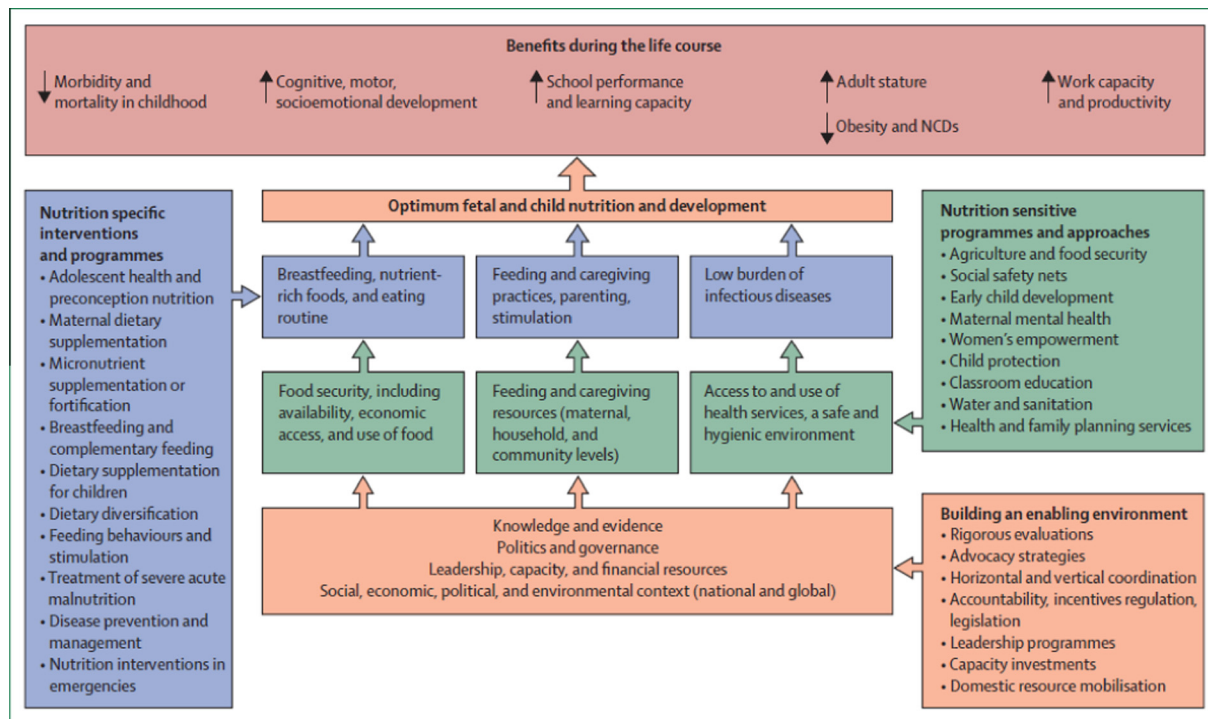 Benefits during the life course
Morbidity and
mortality in childhood
Cognitive, motor,
socioemotional development
School performance
and learning capacity
Adult stature
Obesity and NCDs
Work capacity
and productivity
Nutrition specific
interventions
and programmes
• Adolescent health and
preconception nutrition
• Maternal dietary
supplementation
• Micronutrient
supplementation or
fortification
• Breastfeeding and
complementary feeding
• Dietary supplementation
for children
• Dietary diversification
• Feeding behaviours and
stimulation
• Treatment of severe acute
malnutrition
• Disease prevention and
management
• Nutrition interventions in
emergencies
Optimum fetal and child nutrition and development
Breastfeeding, nutrient-
rich foods, and eating
routine
Feeding and caregiving
practices, parenting,
stimulation
Low burden of
infectious diseases
Food security, including
availability, economic
access, and use of food
Feeding and caregiving
resources (maternal,
household, and
community levels)
Access to and use of
health services, a safe and
hygienic environment
Knowledge and evidence
Politics and governance
Leadership, capacity, and financial resources
Social, economic, political, and environmental context (national and global)
Nutrition sensitive
programmes and approaches
• Agriculture and food security
• Social safety nets
• Early child development
• Maternal mental health
• Women's empowerment
• Child protection
• Classroom education
• Water and sanitation
• Health and family planning services
Building an enabling environment
• Rigorous evaluations
• Advocacy strategies
• Horizontal and vertical coordination
• Accountability, incentives regulation,
legislation
• Leadership programmes
• Capacity investments
• Domestic resource mobilisation